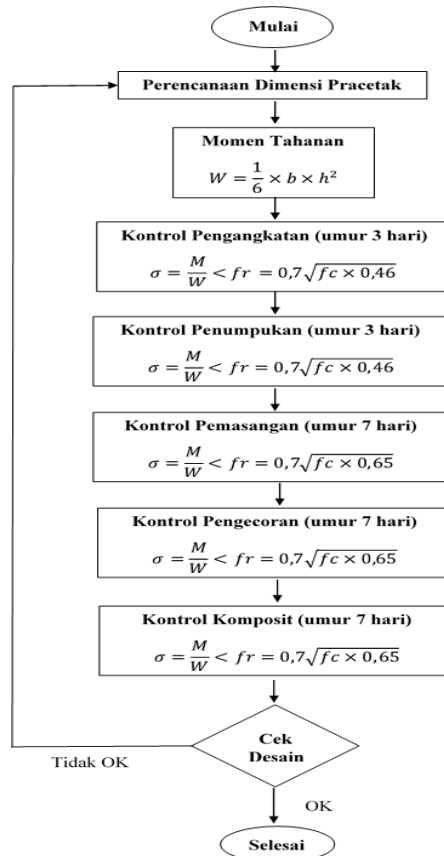 Mulai
Perencanaan Dimensi Pracetak
Momen Tahanan
W = 1/6 × b × h²
Kontrol Pengangkatan (umur 3 hari)
σ = M/W < fr = 0,7√(fc × 0,46)
Kontrol Penumpukan (umur 3 hari)
σ = M/W < fr = 0,7√(fc × 0,46)
Kontrol Pemasangan (umur 7 hari)
σ = M/W < fr = 0,7√(fc × 0,65)
Kontrol Pengecoran (umur 7 hari)
σ = M/W < fr = 0,7√(fc × 0,65)
Kontrol Komposit (umur 7 hari)
σ = M/W < fr = 0,7√(fc × 0,65)
Cek
Desain
Tidak OK
OK
Selesai